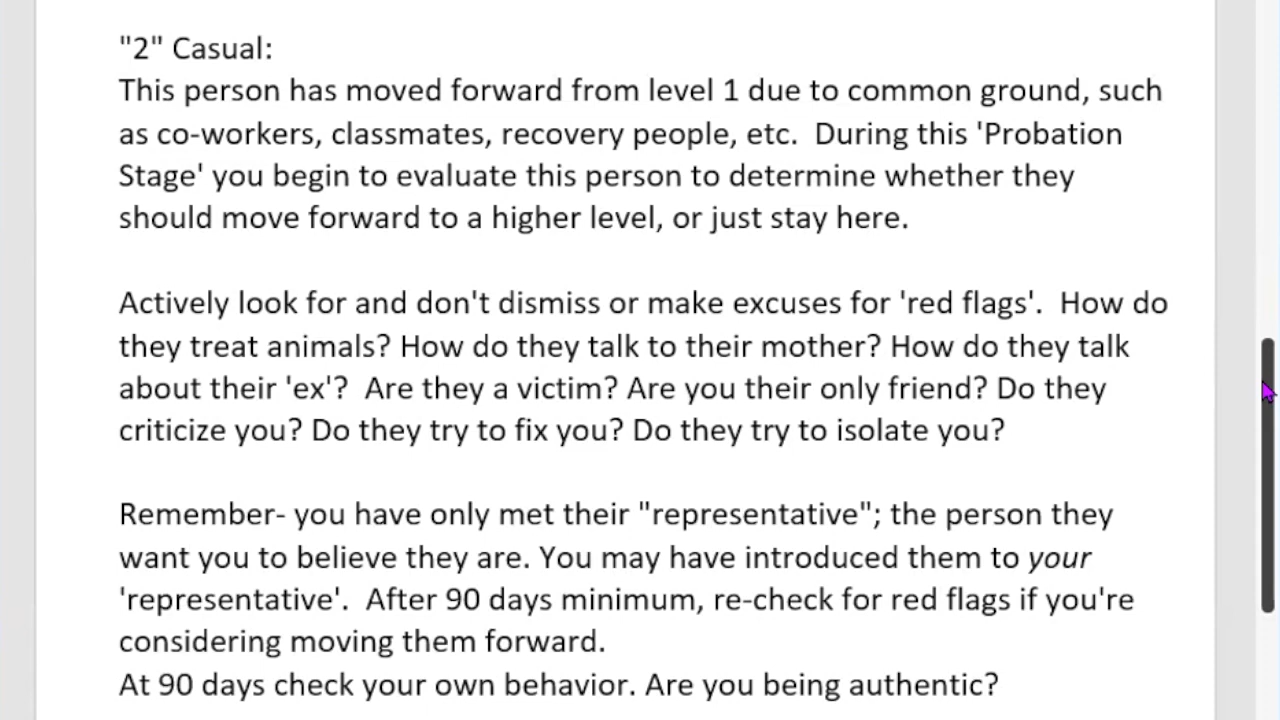 "2" Casual:
This person has moved forward from level 1 due to common ground, such
as co-workers, classmates, recovery people, etc.  During this 'Probation
Stage' you begin to evaluate this person to determine whether they
should move forward to a higher level, or just stay here.
Actively look for and don't dismiss or make excuses for 'red flags'.  How do
they treat animals? How do they talk to their mother? How do they talk
about their 'ex'?  Are they a victim? Are you their only friend? Do they
criticize you? Do they try to fix you? Do they try to isolate you?
Remember- you have only met their "representative"; the person they
want you to believe they are. You may have introduced them to your
'representative'.  After 90 days minimum, re-check for red flags if you're
considering moving them forward.
At 90 days check your own behavior. Are you being authentic?